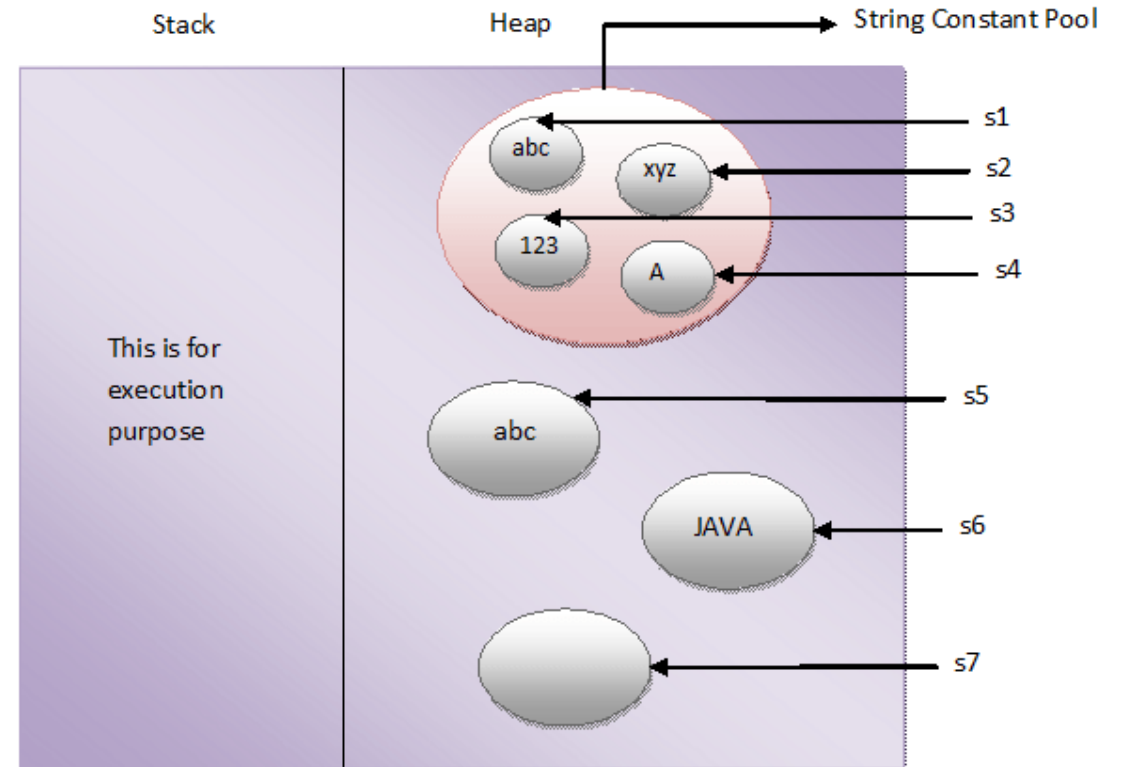 Stack
Heap
String Constant Pool
abc
s1
xyz
s2
123
s3
A
s4
This is for
execution
purpose
abc
s5
JAVA
s6
s7